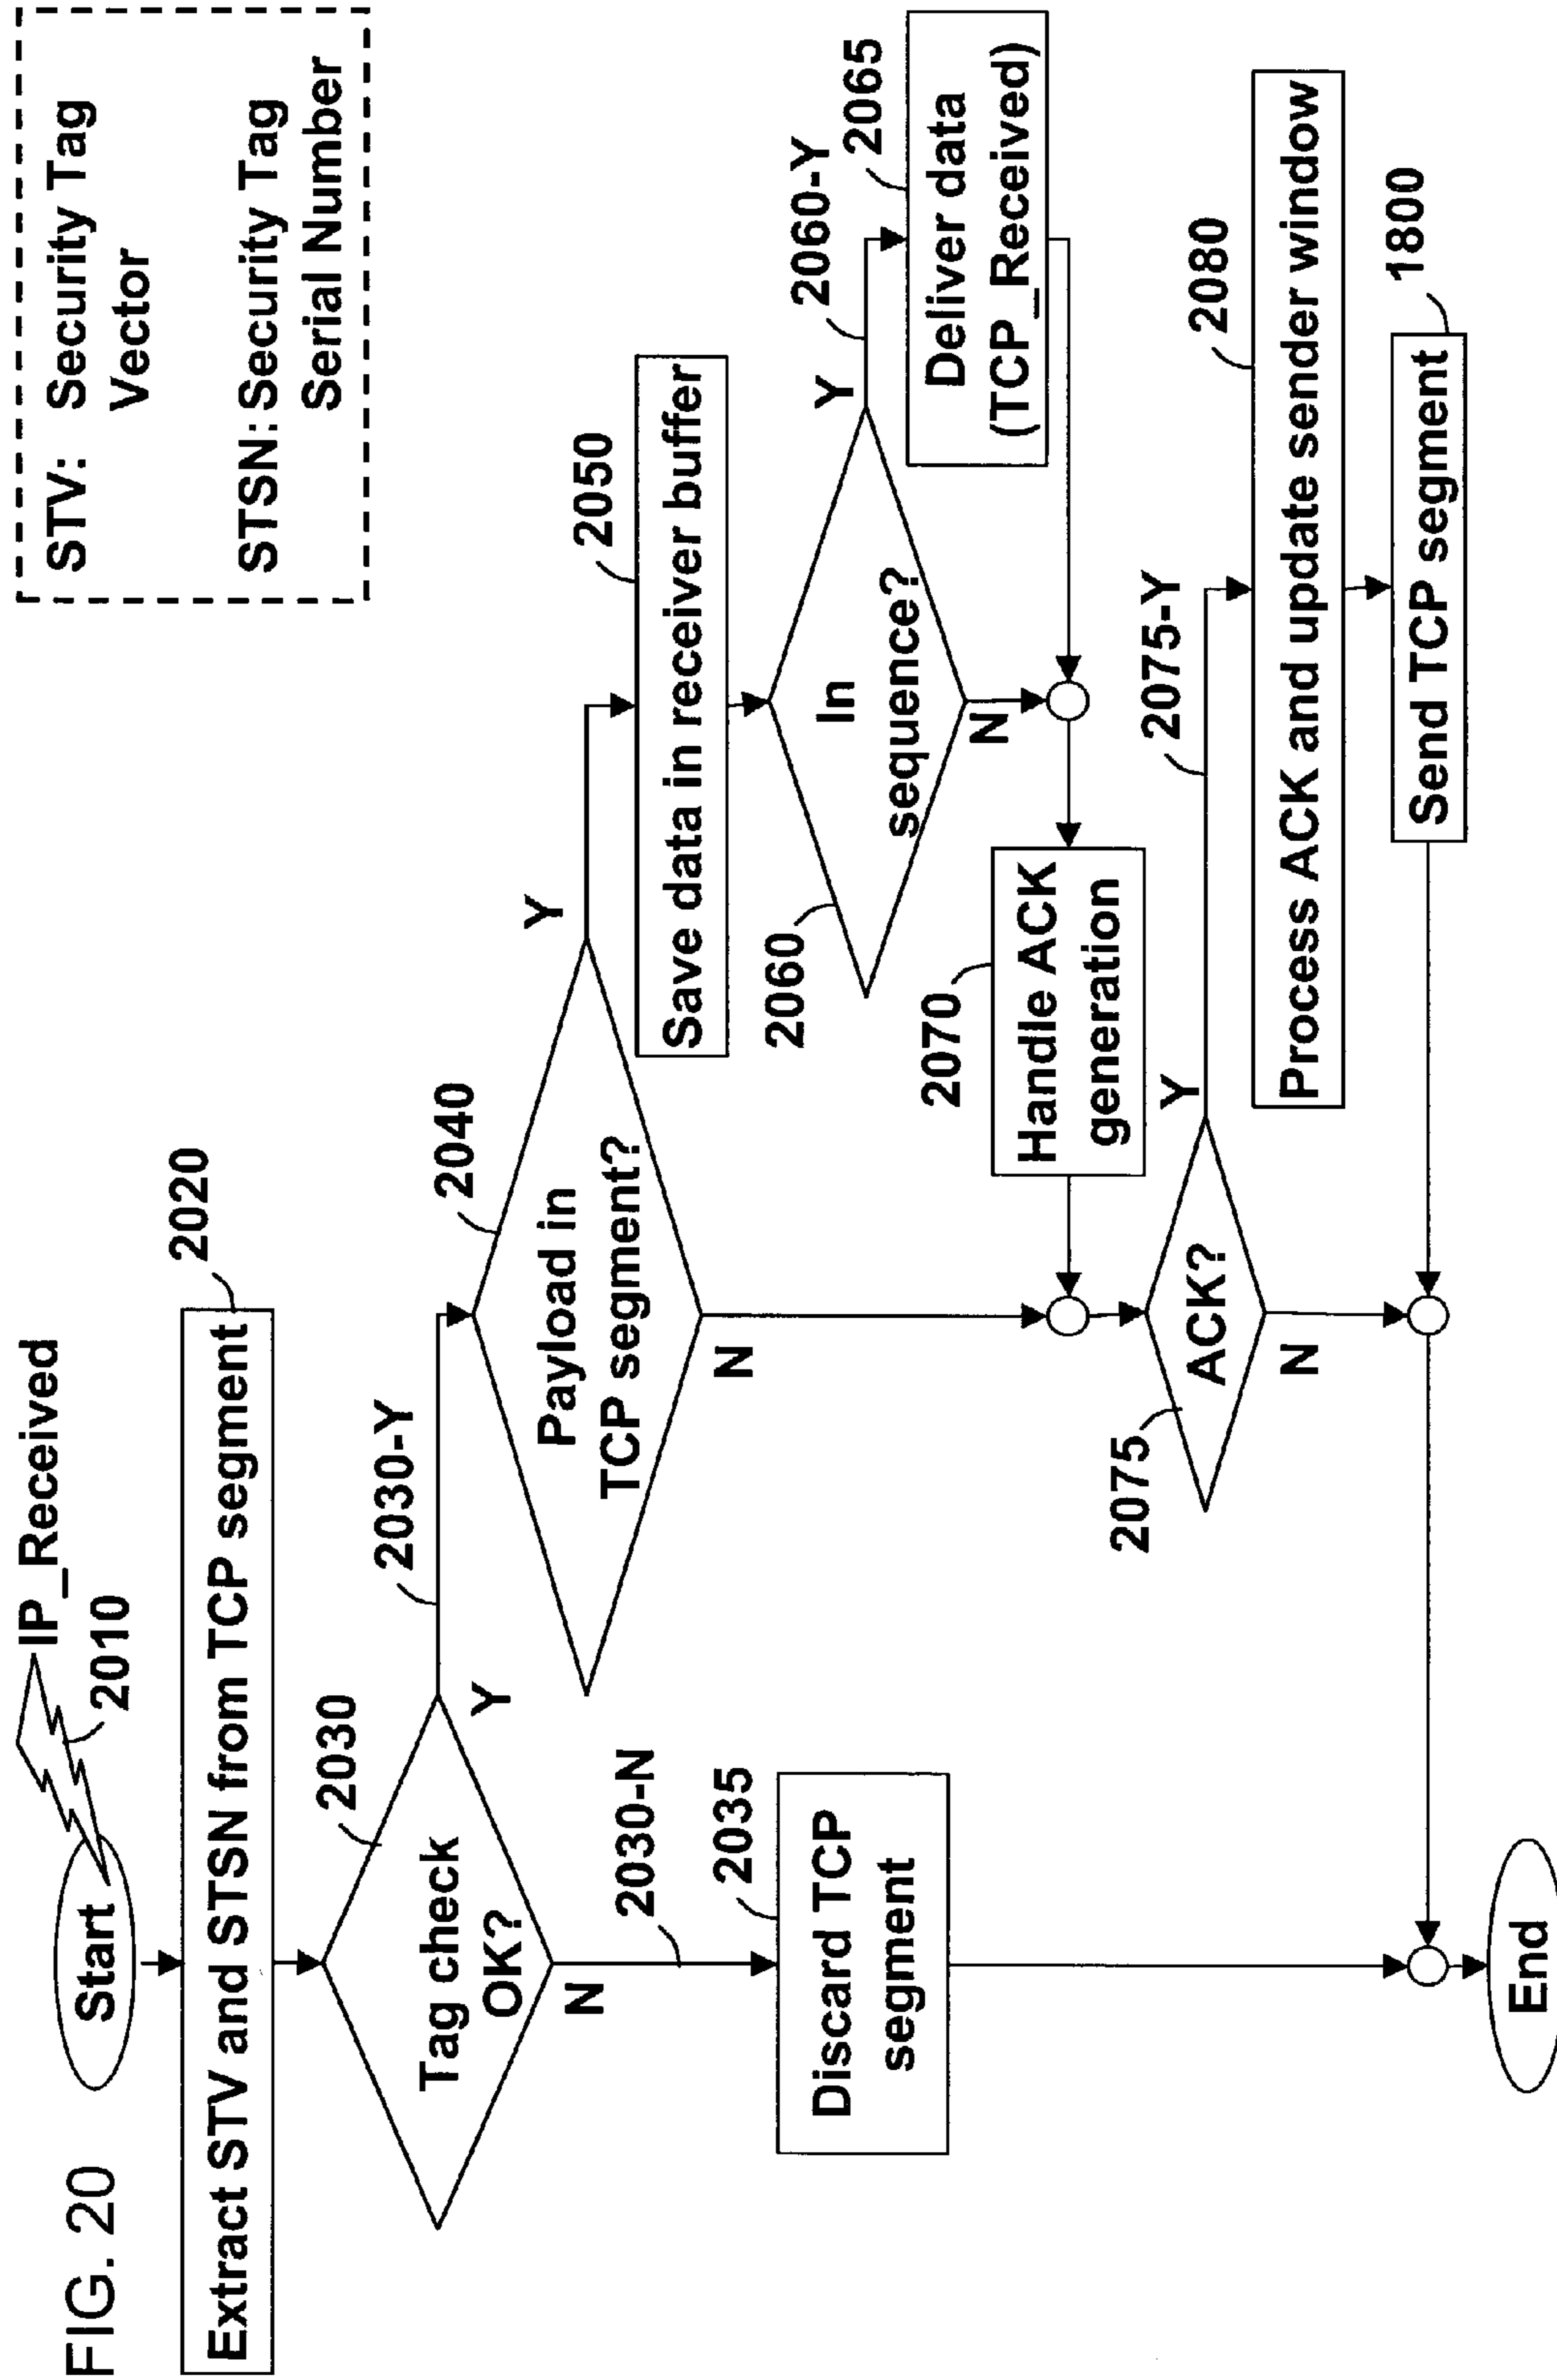 FIG. 20
Start
IP_Received
2010
STV: Security Tag
Vector
STSN:Security Tag
Serial Number
2020
Extract STV and STSN from TCP segment
2030
Tag check
OK?
Y
2030-Y
N
2030-N
2035
Discard TCP
segment
2040
Payload in
TCP segment?
Y
N
2050
Save data in receiver buffer
2060
In
sequence?
Y
2060-Y
N
2065
Deliver data
(TCP_Received)
2070
Handle ACK
generation
2075
ACK?
Y
2075-Y
N
2080
Process ACK and update sender window
1800
Send TCP segment
End